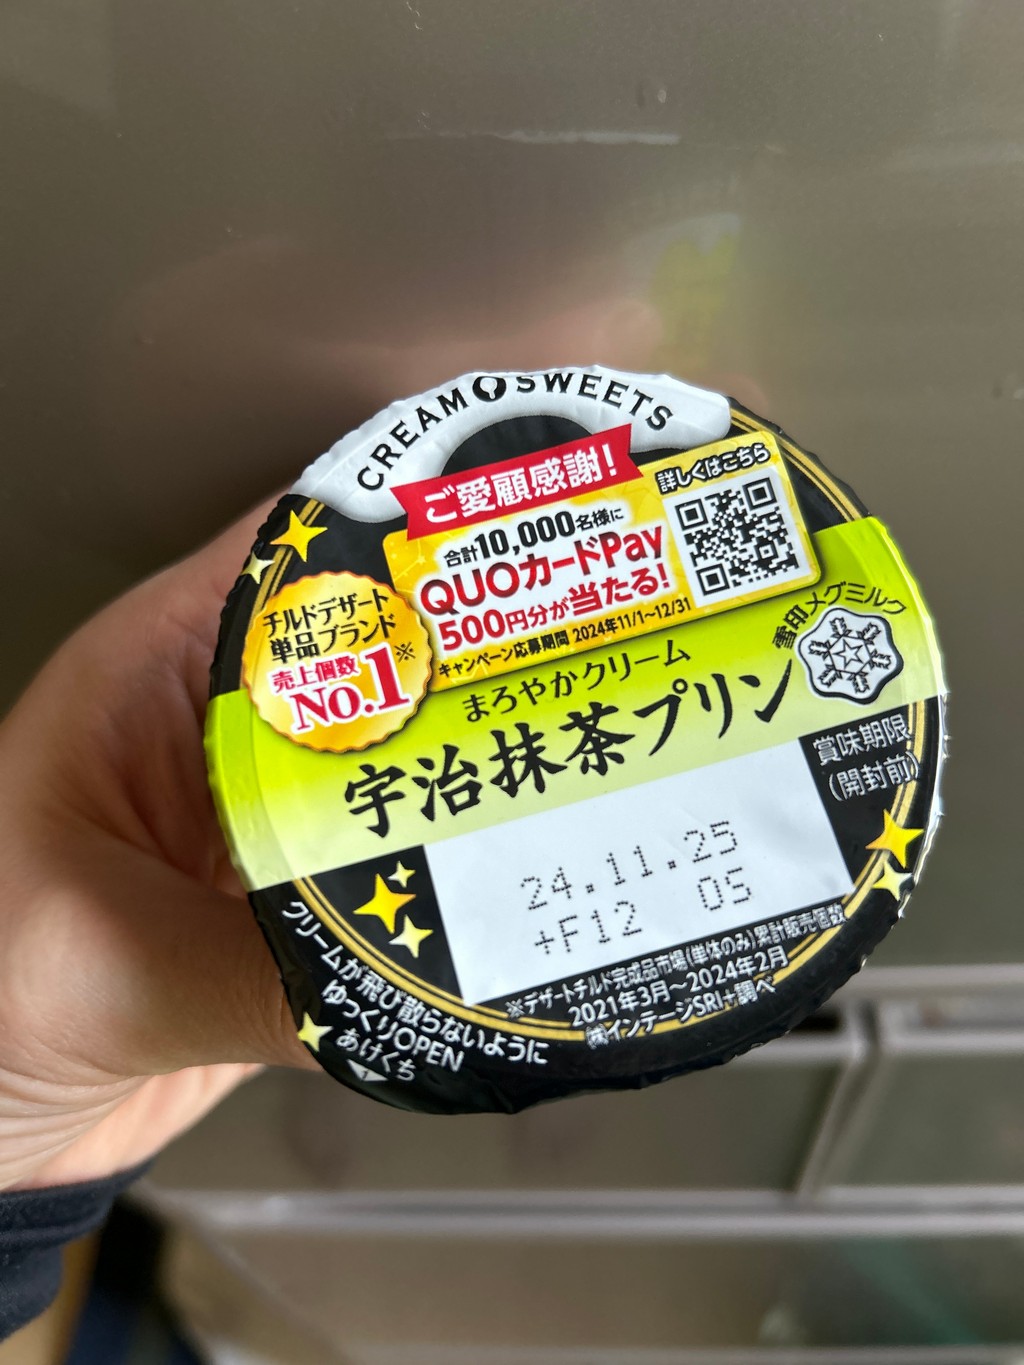 CREAM SWEETS
ご愛顧感謝!
詳しくはこちら
合計10,000名様に
QUOカードPay
500円分が当たる!
キャンペーン応募期間 2024年11/1~12/31
チルドデザート
単品ブランド
売上個数
No.1※
雪印メグミルク
まろやかクリーム
宇治抹茶プリン
賞味期限
(開封前)
24.11.25
+F12 05
※デザートチルド完成品市場(単体のみ)累計販売個数
2021年3月~2024年2月
㈱インテージSRI+調べ
クリームが飛び散らないように
ゆっくりOPEN
あけくち